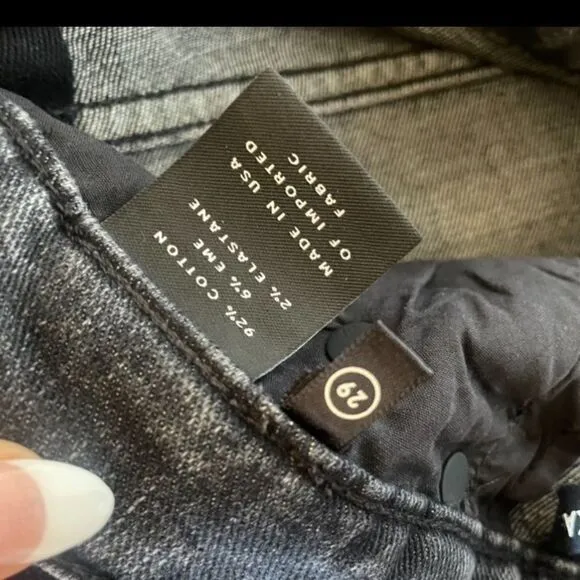 92% COTTON
6% EME
2% ELASTANE
MADE IN USA
OF IMPORTED
FABRIC
29